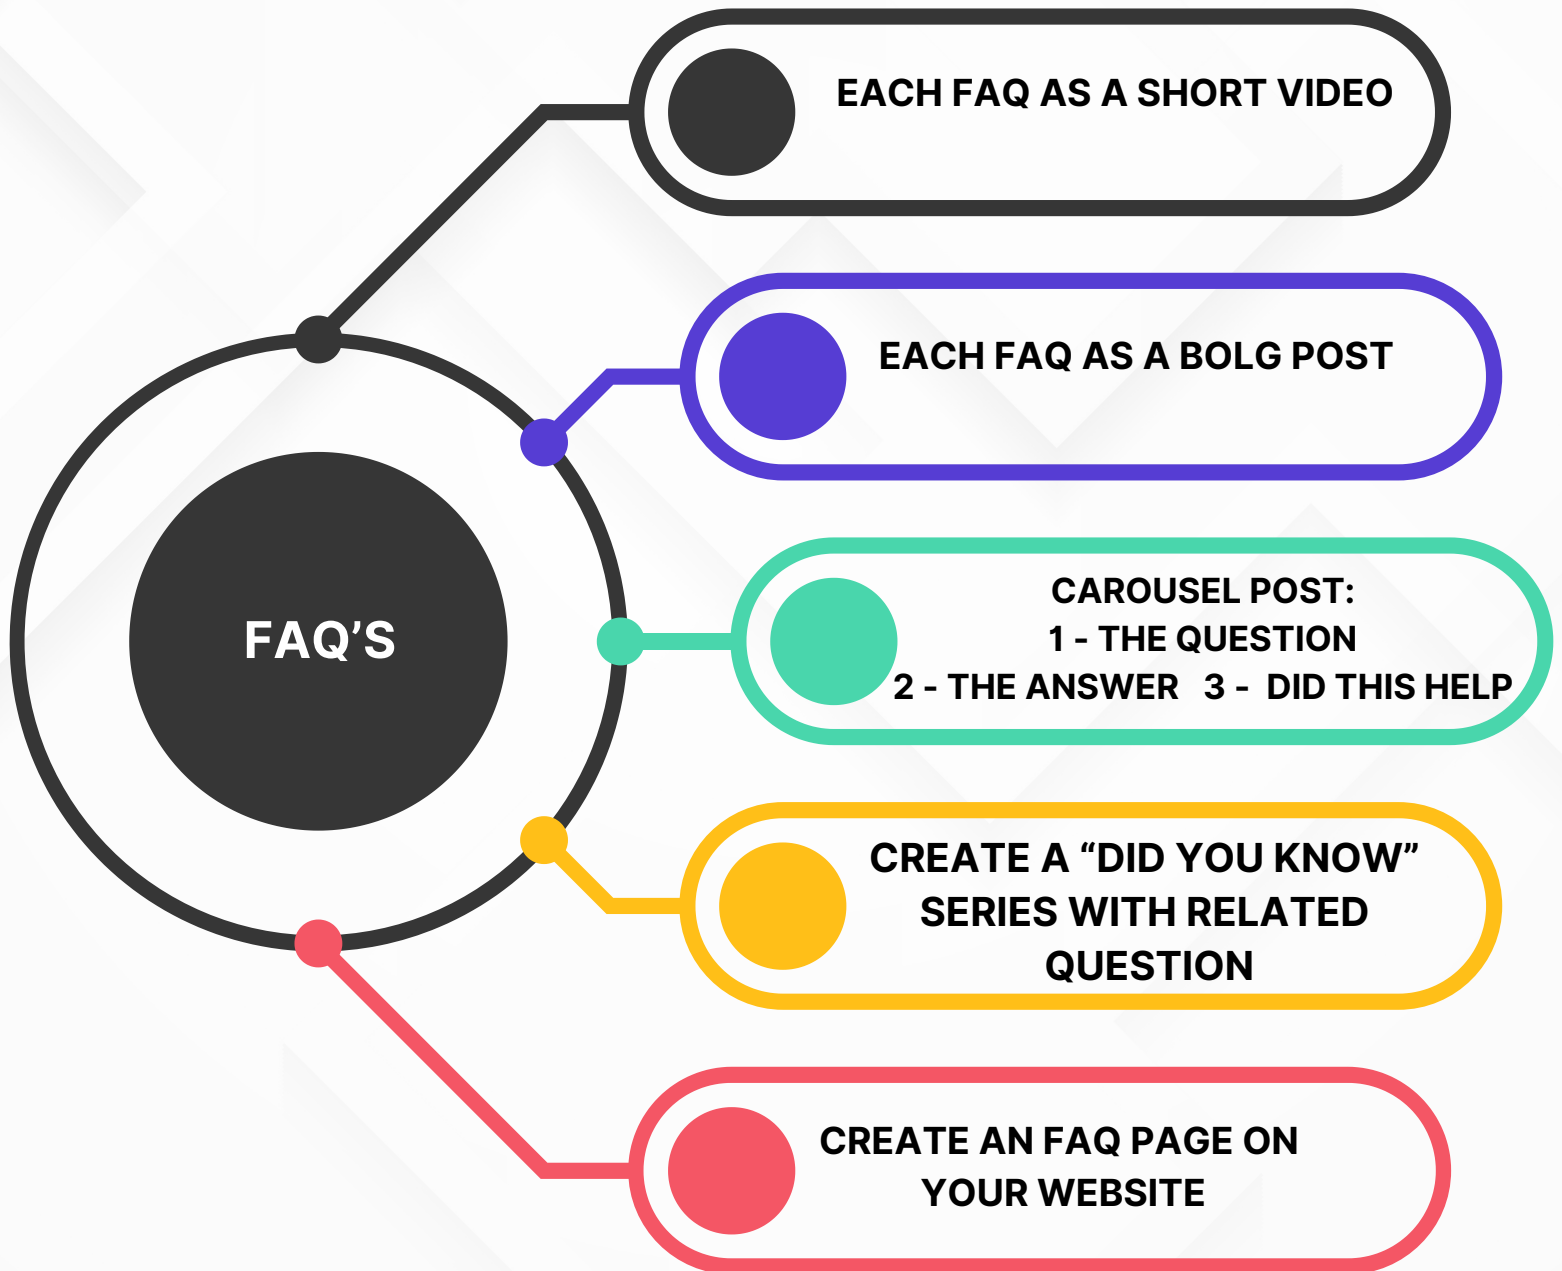 EACH FAQ AS A SHORT VIDEO
EACH FAQ AS A BOLG POST
FAQ’S
CAROUSEL POST:
1 - THE QUESTION
2 - THE ANSWER 3 - DID THIS HELP
CREATE A “DID YOU KNOW”
SERIES WITH RELATED
QUESTION
CREATE AN FAQ PAGE ON
YOUR WEBSITE